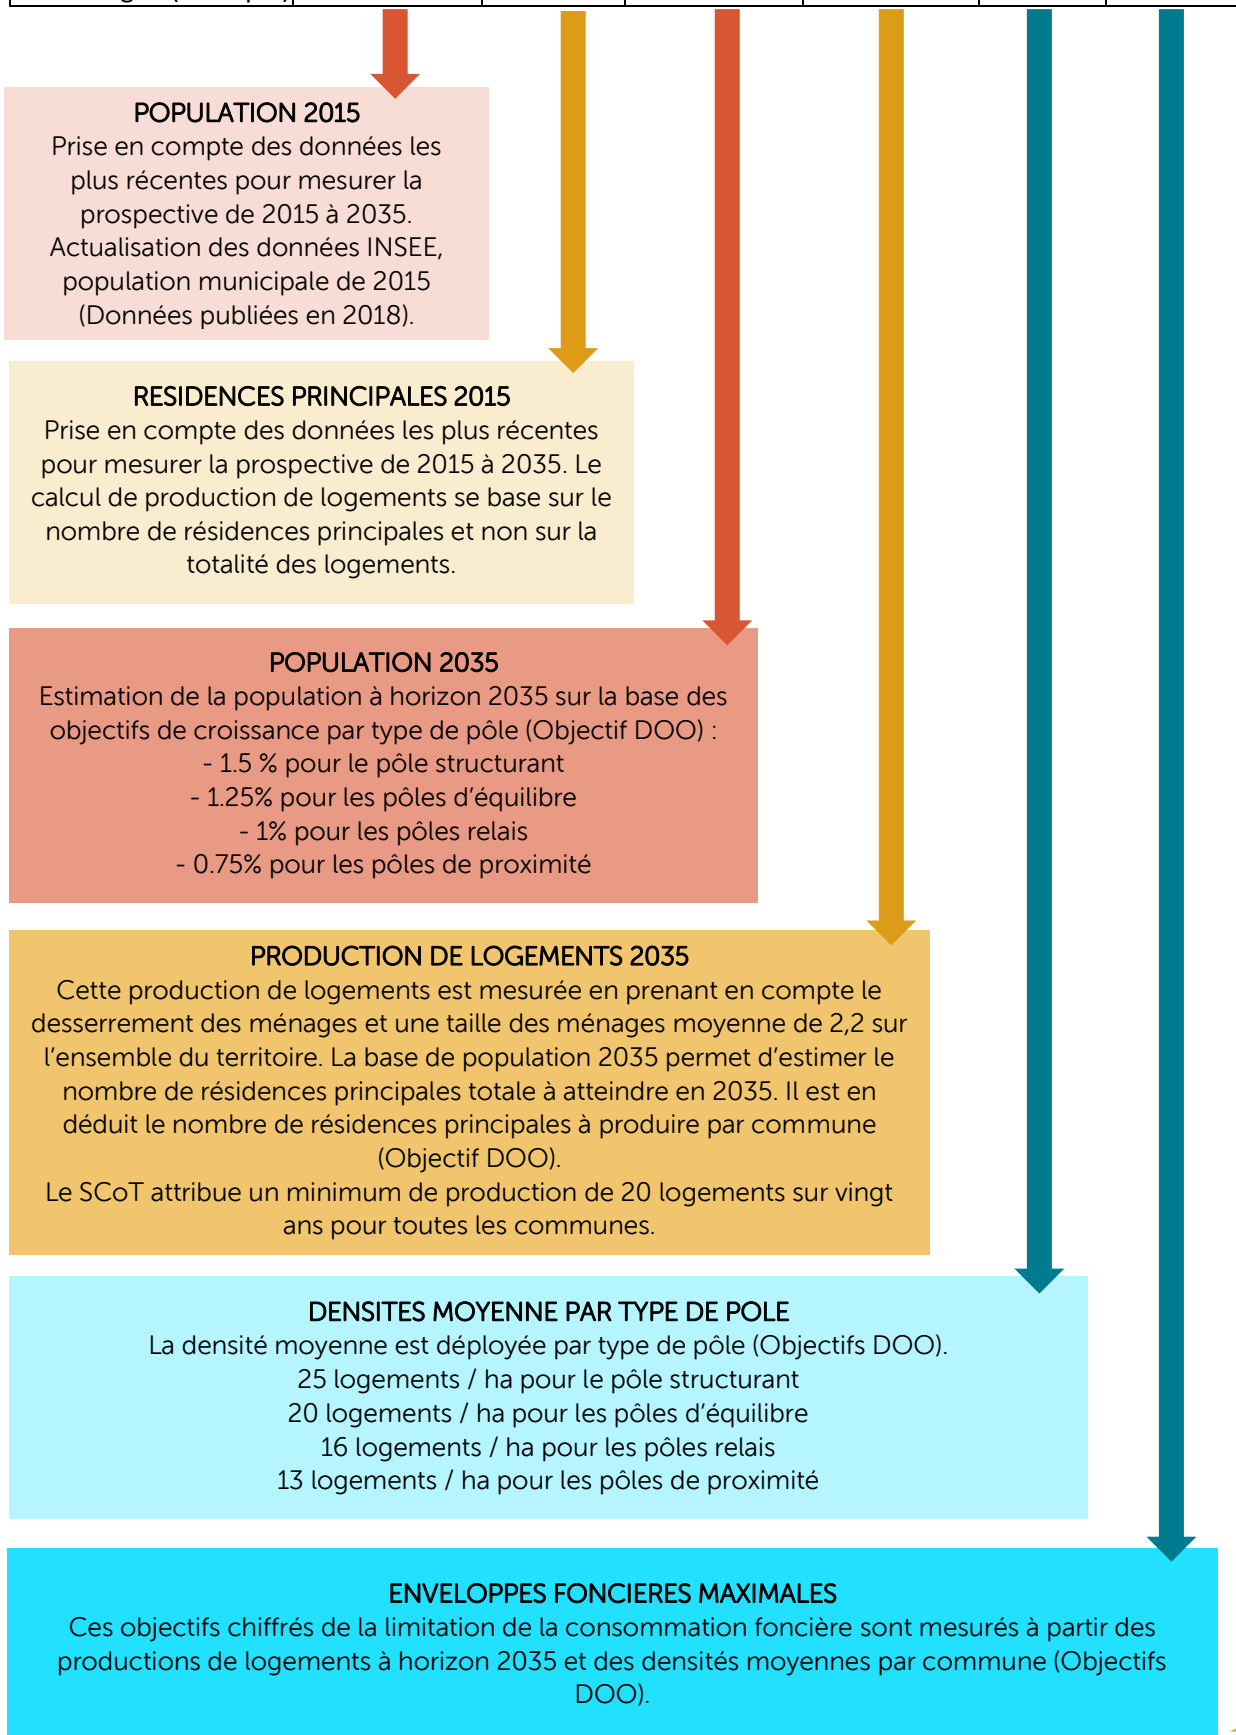 POPULATION 2015
Prise en compte des données les
plus récentes pour mesurer la
prospective de 2015 à 2035.
Actualisation des données INSEE,
population municipale de 2015
(Données publiées en 2018).
RESIDENCES PRINCIPALES 2015
Prise en compte des données les plus récentes
pour mesurer la prospective de 2015 à 2035. Le
calcul de production de logements se base sur le
nombre de résidences principales et non sur la
totalité des logements.
POPULATION 2035
Estimation de la population à horizon 2035 sur la base des
objectifs de croissance par type de pôle (Objectif DOO) :
- 1.5 % pour le pôle structurant
- 1.25% pour les pôles d’équilibre
- 1% pour les pôles relais
- 0.75% pour les pôles de proximité
PRODUCTION DE LOGEMENTS 2035
Cette production de logements est mesurée en prenant en compte le
desserrement des ménages et une taille des ménages moyenne de 2,2 sur
l’ensemble du territoire. La base de population 2035 permet d’estimer le
nombre de résidences principales totale à atteindre en 2035. Il est en
déduit le nombre de résidences principales à produire par commune
(Objectif DOO).
Le SCoT attribue un minimum de production de 20 logements sur vingt
ans pour toutes les communes.
DENSITES MOYENNE PAR TYPE DE POLE
La densité moyenne est déployée par type de pôle (Objectifs DOO).
25 logements / ha pour le pôle structurant
20 logements / ha pour les pôles d’équilibre
16 logements / ha pour les pôles relais
13 logements / ha pour les pôles de proximité
ENVELOPPES FONCIERES MAXIMALES
Ces objectifs chiffrés de la limitation de la consommation foncière sont mesurés à partir des
productions de logements à horizon 2035 et des densités moyennes par commune (Objectifs
DOO).